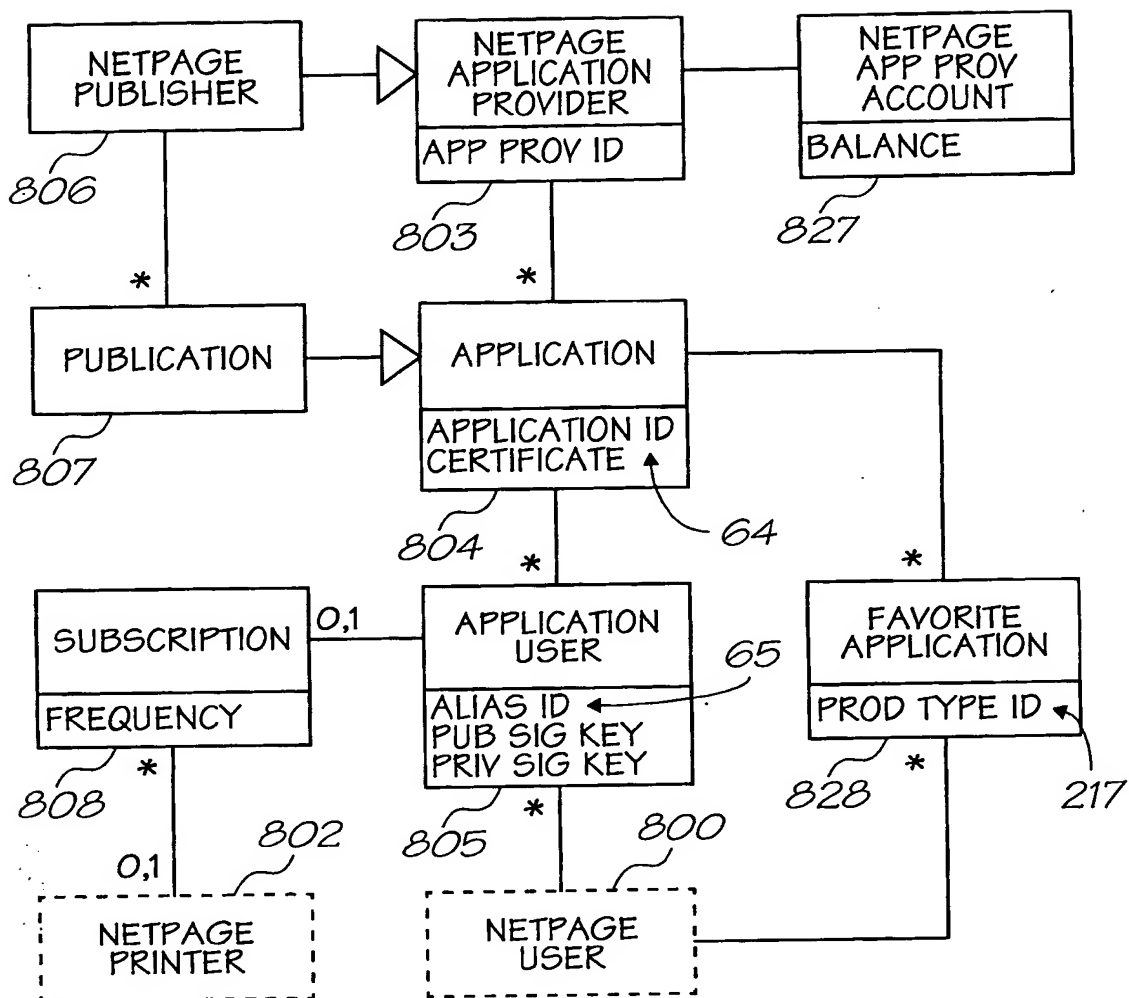 NETPAGE
PUBLISHER
NETPAGE
APPLICATION
PROVIDER
APP PROV ID
NETPAGE
APP PROV
ACCOUNT
BALANCE
806
803
827
*
*
PUBLICATION
APPLICATION
APPLICATION ID
CERTIFICATE
807
804
64
*
*
SUBSCRIPTION
FREQUENCY
0,1
APPLICATION
USER
ALIAS ID
PUB SIG KEY
PRIV SIG KEY
65
FAVORITE
APPLICATION
PROD TYPE ID
808
*
805
*
828
*
217
0,1
802
800
NETPAGE
PRINTER
NETPAGE
USER